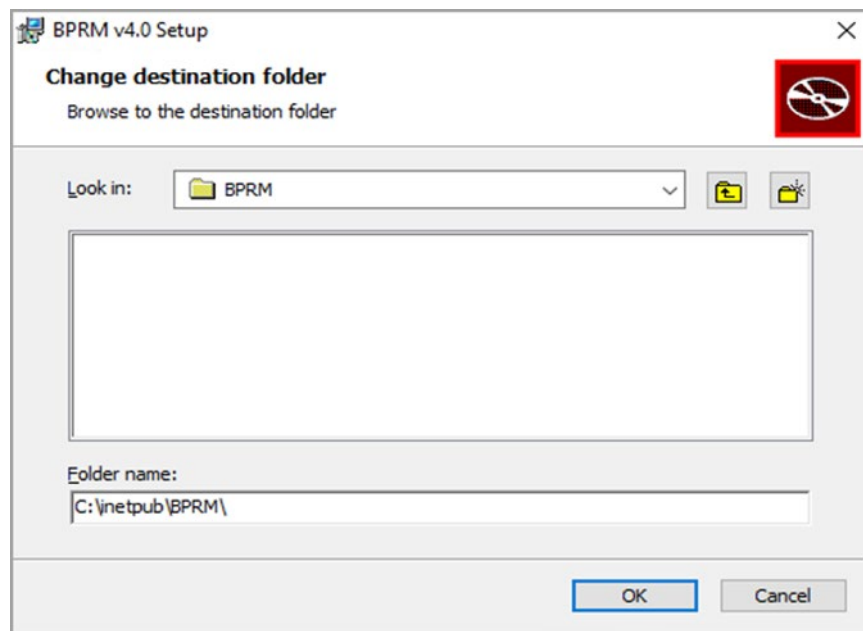 BPRM v4.0 Setup
Change destination folder
Browse to the destination folder
Look in: BPRM
Folder name:
C:\inetpub\BPRM\
OK Cancel